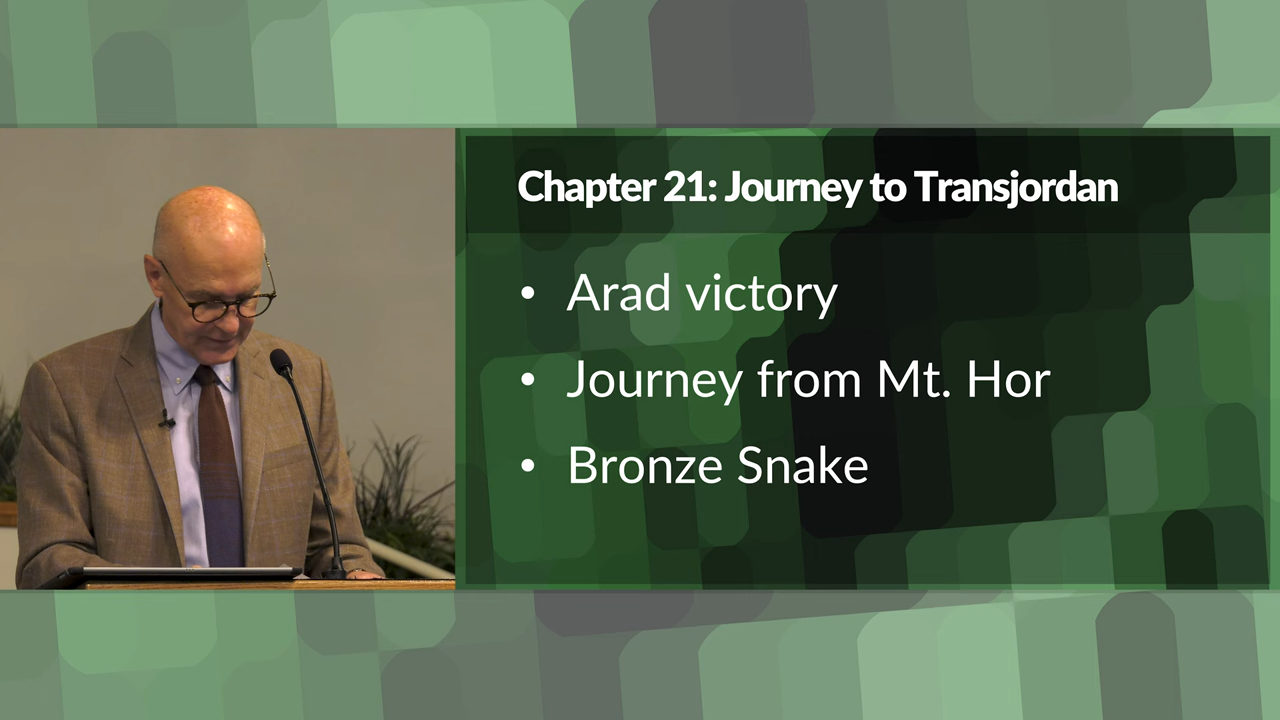 Chapter 21: Journey to Transjordan
• Arad victory
• Journey from Mt. Hor
• Bronze Snake